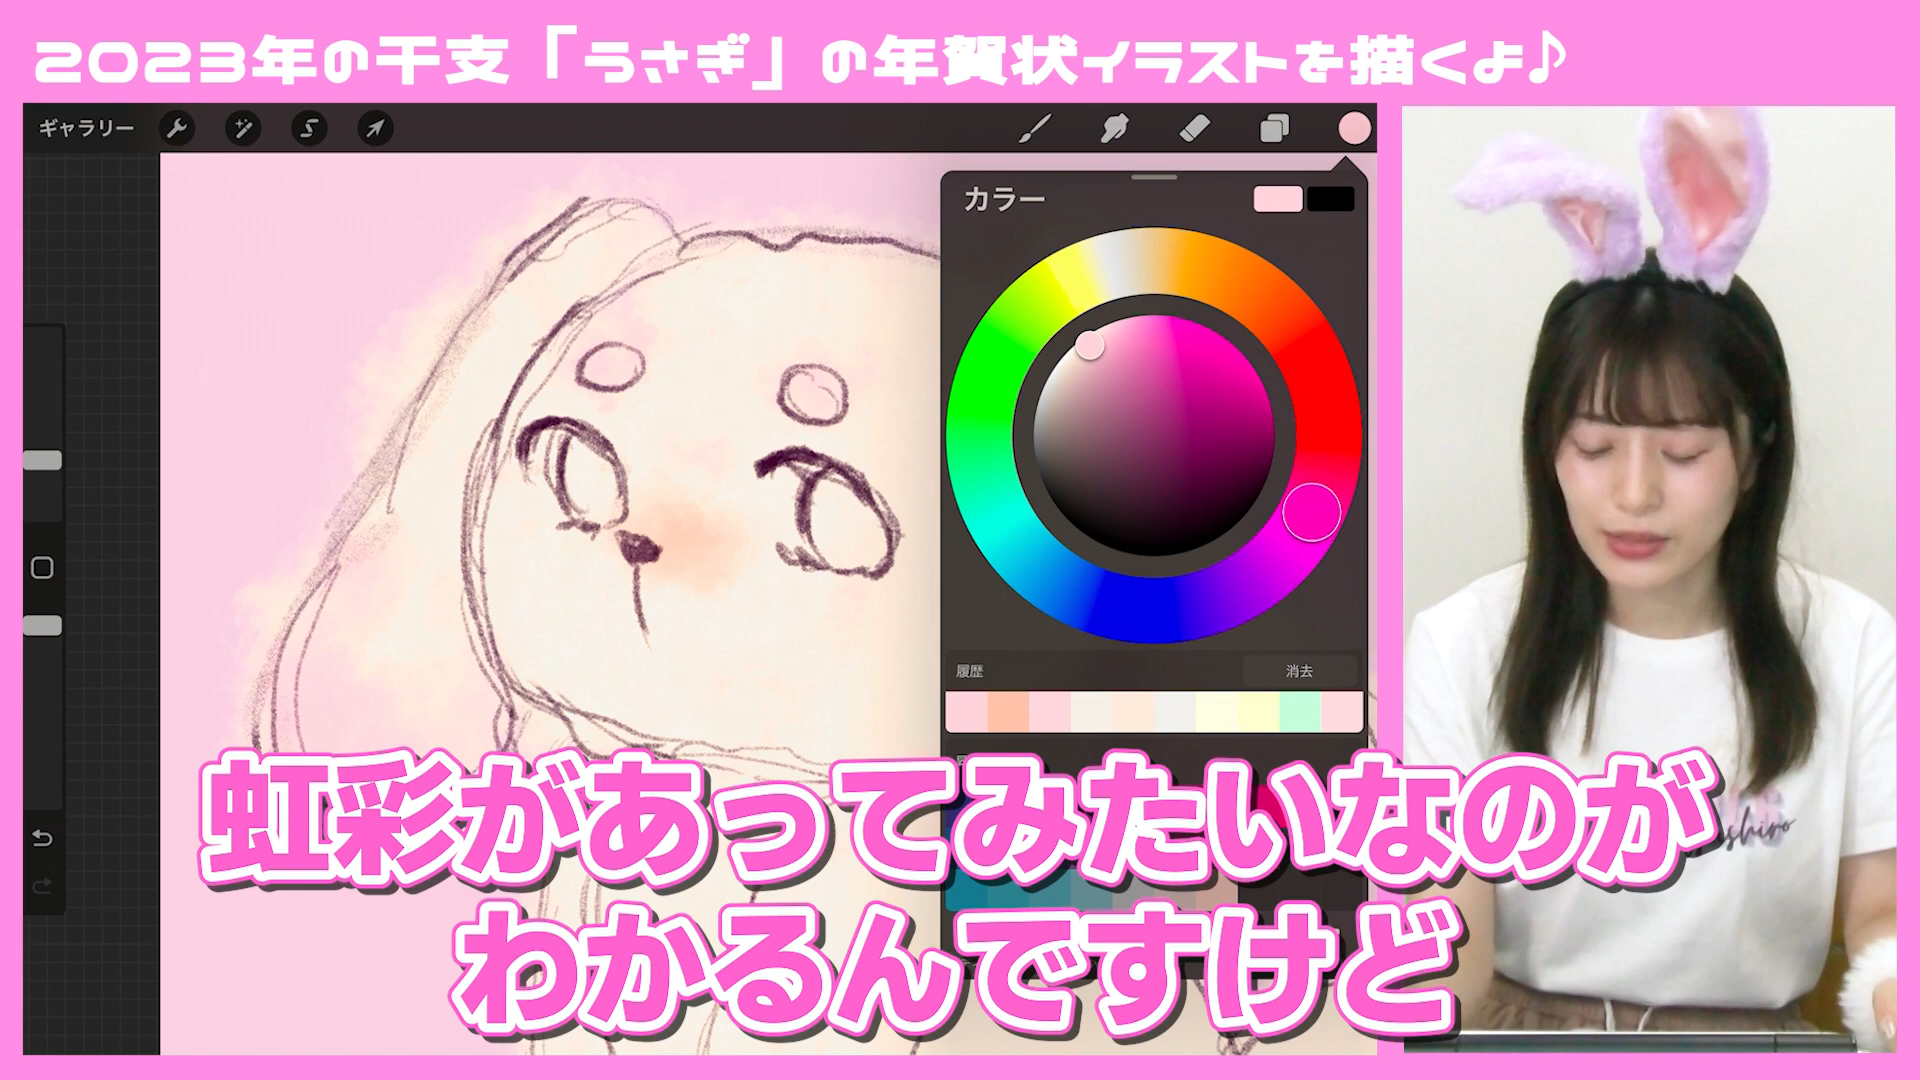 2023年の干支「うさぎ」の年賀状イラストを描くよ♪
ギャラリー
カラー
履歴
消去
虹彩があってみたいなのが
わかるんですけど